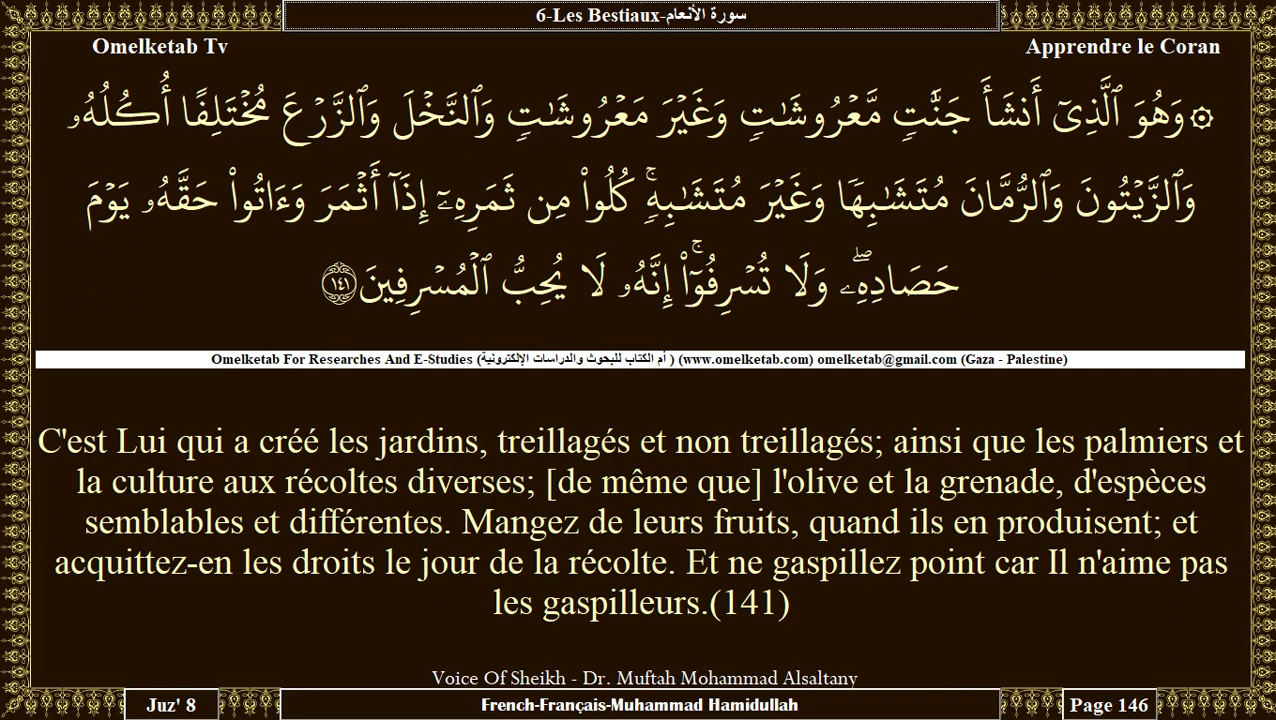 6-Les Bestiaux-سورة الأنعام
Omelketab Tv
Apprendre le Coran
۞ وَهُوَ ٱلَّذِىٓ أَنشَأَ جَنَّٰتٍ مَّعْرُوشَٰتٍ وَغَيْرَ مَعْرُوشَٰتٍ وَٱلنَّخْلَ وَٱلزَّرْعَ مُخْتَلِفًا أُكُلُهُۥ
وَٱلزَّيْتُونَ وَٱلرُّمَّانَ مُتَشَٰبِهًا وَغَيْرَ مُتَشَٰبِهٍۚ كُلُوا۟ مِن ثَمَرِهِۦٓ إِذَآ أَثْمَرَ وَءَاتُوا۟ حَقَّهُۥ يَوْمَ
حَصَادِهِۦۖ وَلَا تُسْرِفُوٓا۟ۚ إِنَّهُۥ لَا يُحِبُّ ٱلْمُسْرِفِينَ ١٤١
Omelketab For Researches And E-Studies (أم الكتاب للبحوث والدراسات الإلكترونية ) (www.omelketab.com) omelketab@gmail.com (Gaza - Palestine)
C'est Lui qui a créé les jardins, treillagés et non treillagés; ainsi que les palmiers et
la culture aux récoltes diverses; [de même que] l'olive et la grenade, d'espèces
semblables et différentes. Mangez de leurs fruits, quand ils en produisent; et
acquittez-en les droits le jour de la récolte. Et ne gaspillez point car Il n'aime pas
les gaspilleurs.(141)
Voice Of Sheikh - Dr. Muftah Mohammad Alsaltany
Juz' 8
French-Français-Muhammad Hamidullah
Page 146